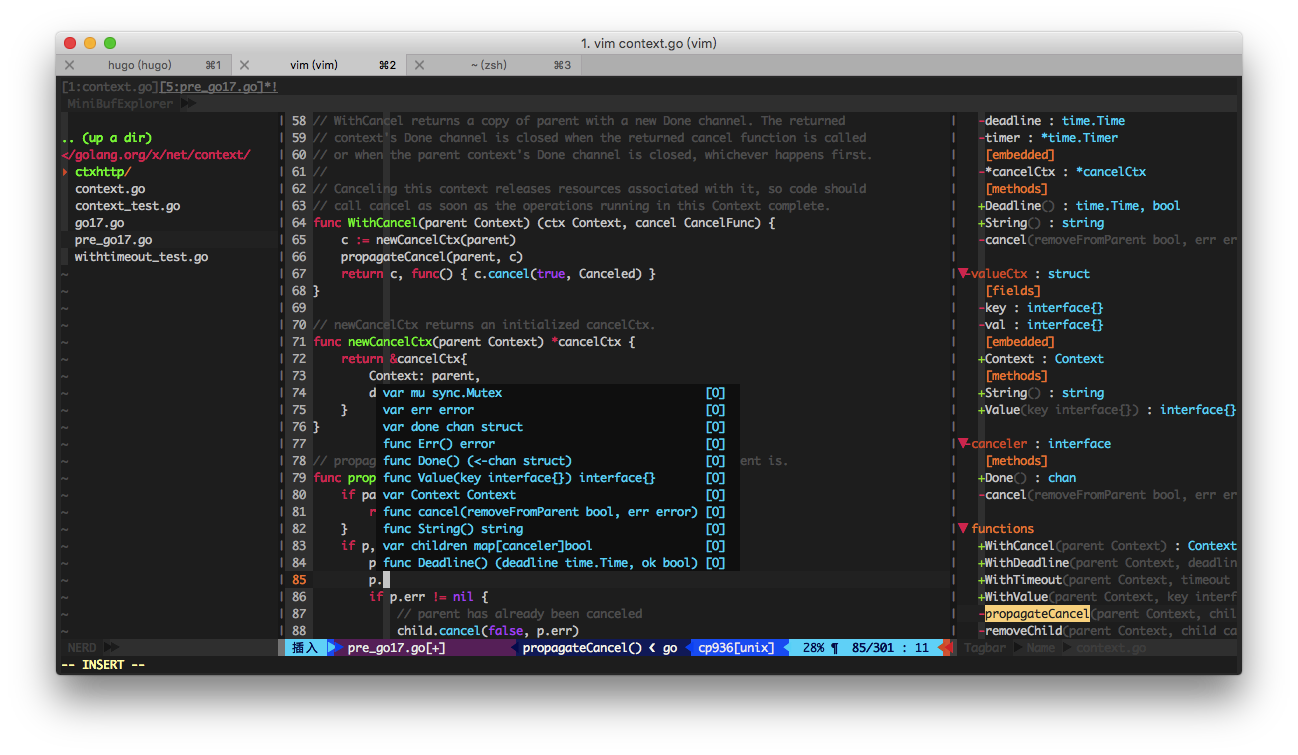 1. vim context.go (vim)
hugo (hugo) ⌘1
vim (vim) ⌘2
~ (zsh) ⌘3
[1:context.go][5:pre_go17.go]*!
MiniBufExplorer
.. (up a dir)
</golang.org/x/net/context/
ctxhttp/
context.go
context_test.go
go17.go
pre_go17.go
withtimeout_test.go
58 // WithCancel returns a copy of parent with a new Done channel. The returned
59 // context's Done channel is closed when the returned cancel function is called
60 // or when the parent context's Done channel is closed, whichever happens first.
61 //
62 // Canceling this context releases resources associated with it, so code should
63 // call cancel as soon as the operations running in this Context complete.
64 func WithCancel(parent Context) (ctx Context, cancel CancelFunc) {
65 c := newCancelCtx(parent)
66 propagateCancel(parent, c)
67 return c, func() { c.cancel(true, Canceled) }
68 }
69
70 // newCancelCtx returns an initialized cancelCtx.
71 func newCancelCtx(parent Context) *cancelCtx {
72 return &cancelCtx{
73 Context: parent,
74 d var mu sync.Mutex [0]
75 } var err error [0]
76 } var done chan struct [0]
77 func Err() error [0]
78 // propag func Done() (<-chan struct) [0] ent is.
79 func prop func Value(key interface{}) interface{} [0]
80 if pa var Context Context [0]
81 r func cancel(removeFromParent bool, err error) [0]
82 } func String() string [0]
83 if p, var children map[canceler]bool [0]
84 p func Deadline() (deadline time.Time, ok bool) [0]
85 p.
86 if p.err != nil {
87 // parent has already been canceled
88 child.cancel(false, p.err)
-deadline : time.Time
-timer : *time.Timer
[embedded]
-*cancelCtx : *cancelCtx
[methods]
+Deadline() : time.Time, bool
+String() : string
-cancel(removeFromParent bool, err er
▼-valueCtx : struct
[fields]
-key : interface{}
-val : interface{}
[embedded]
+Context : Context
[methods]
+String() : string
+Value(key interface{}) : interface{}
▼-canceler : interface
[methods]
+Done() : chan
-cancel(removeFromParent bool, err er
▼ functions
+WithCancel(parent Context) : Context
+WithDeadline(parent Context, deadlin
+WithTimeout(parent Context, timeout
+WithValue(parent Context, key interf
-propagateCancel(parent Context, chil
-removeChild(parent Context, child ca
NERD
插入 pre_go17.go[+] propagateCancel() ❮ go cp936[unix] 28% ¶ 85/301 : 11
Tagbar Name context.go
-- INSERT --